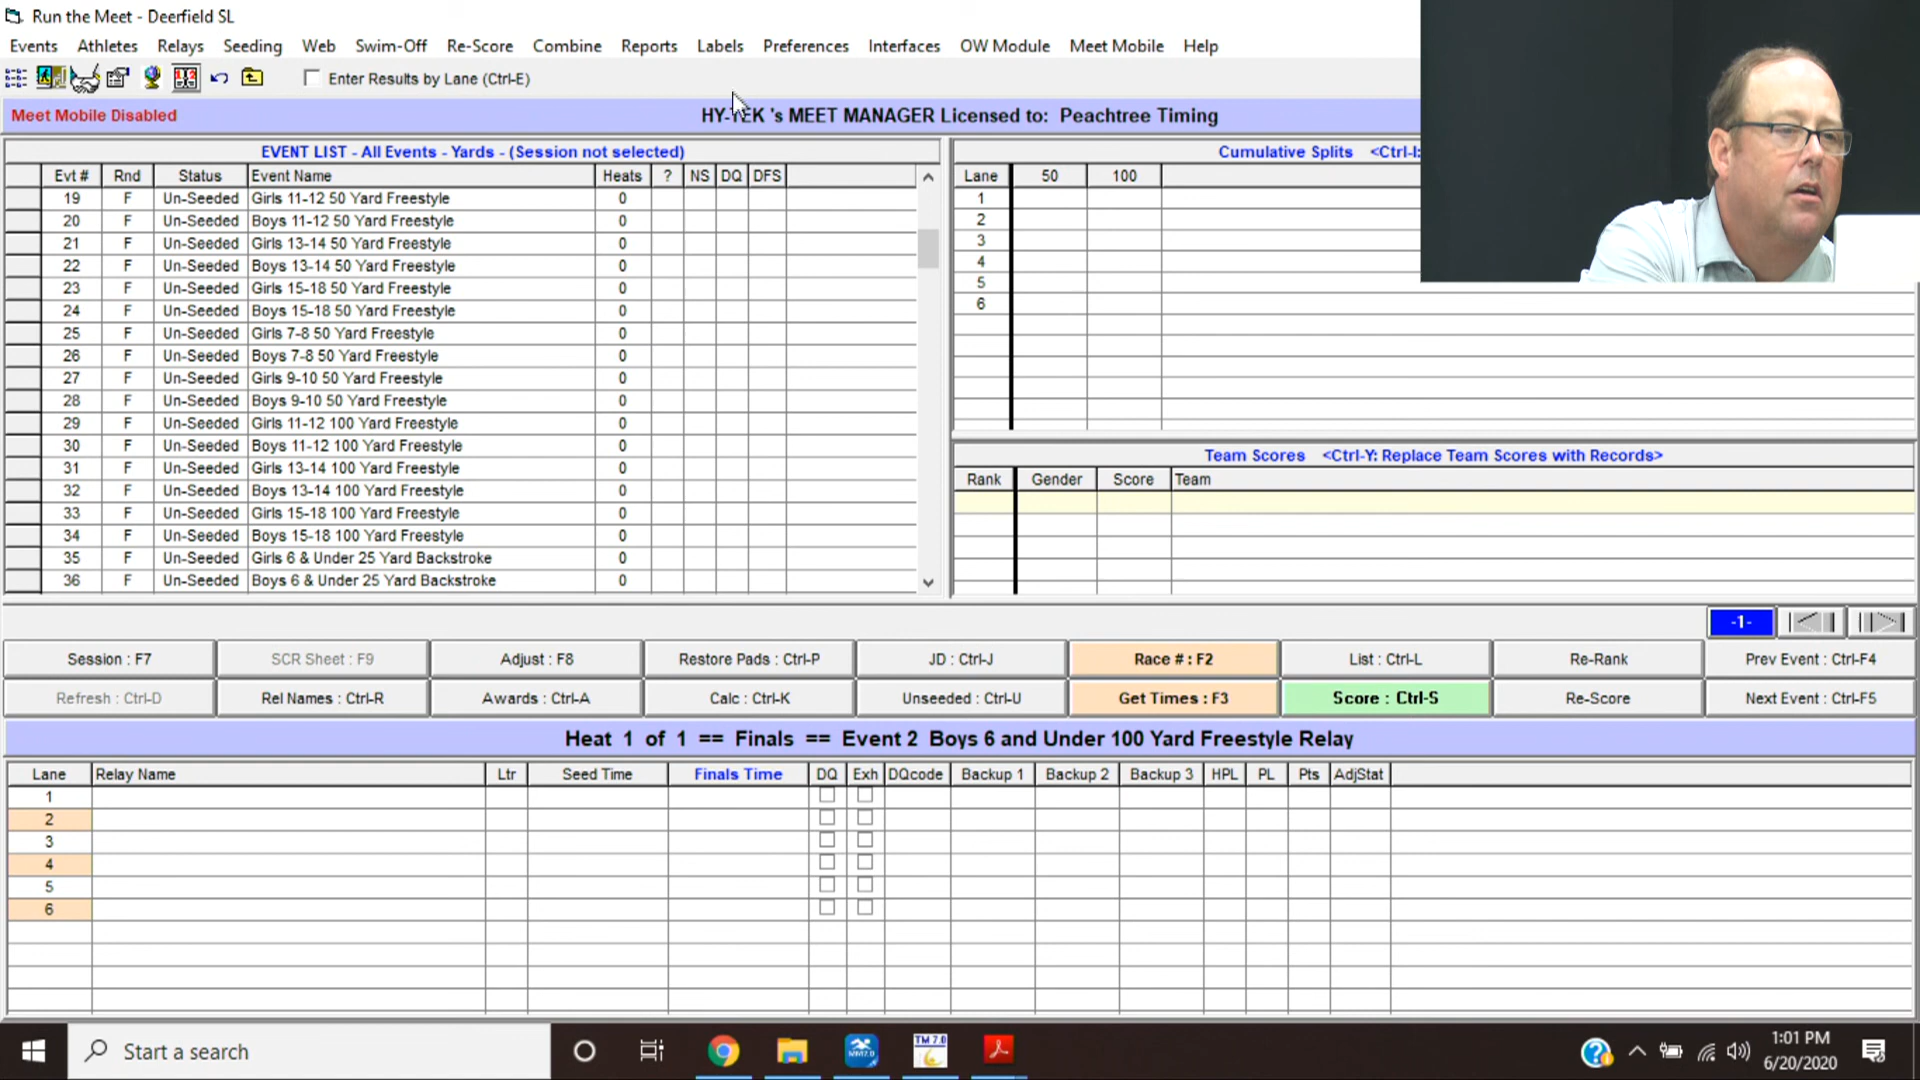 Run the Meet - Deerfield SL
Events Athletes Relays Seeding Web Swim-Off Re-Score Combine Reports Labels Preferences Interfaces OW Module Meet Mobile Help
Enter Results by Lane (Ctrl-E)
Meet Mobile Disabled HY-TEK 's MEET MANAGER Licensed to: Peachtree Timing
EVENT LIST - All Events - Yards - (Session not selected)
Evt # Rnd Status Event Name Heats ? NS DQ DFS
19 F Un-Seeded Girls 11-12 50 Yard Freestyle 0
20 F Un-Seeded Boys 11-12 50 Yard Freestyle 0
21 F Un-Seeded Girls 13-14 50 Yard Freestyle 0
22 F Un-Seeded Boys 13-14 50 Yard Freestyle 0
23 F Un-Seeded Girls 15-18 50 Yard Freestyle 0
24 F Un-Seeded Boys 15-18 50 Yard Freestyle 0
25 F Un-Seeded Girls 7-8 50 Yard Freestyle 0
26 F Un-Seeded Boys 7-8 50 Yard Freestyle 0
27 F Un-Seeded Girls 9-10 50 Yard Freestyle 0
28 F Un-Seeded Boys 9-10 50 Yard Freestyle 0
29 F Un-Seeded Girls 11-12 100 Yard Freestyle 0
30 F Un-Seeded Boys 11-12 100 Yard Freestyle 0
31 F Un-Seeded Girls 13-14 100 Yard Freestyle 0
32 F Un-Seeded Boys 13-14 100 Yard Freestyle 0
33 F Un-Seeded Girls 15-18 100 Yard Freestyle 0
34 F Un-Seeded Boys 15-18 100 Yard Freestyle 0
35 F Un-Seeded Girls 6 & Under 25 Yard Backstroke 0
36 F Un-Seeded Boys 6 & Under 25 Yard Backstroke 0
Cumulative Splits <Ctrl-I:
Lane 50 100
1
2
3
4
5
6
Team Scores <Ctrl-Y: Replace Team Scores with Records>
Rank Gender Score Team
-1-
Session : F7 SCR Sheet : F9 Adjust : F8 Restore Pads : Ctrl-P JD : Ctrl-J Race # : F2 List : Ctrl-L Re-Rank Prev Event : Ctrl-F4
Refresh : Ctrl-D Rel Names : Ctrl-R Awards : Ctrl-A Calc : Ctrl-K Unseeded : Ctrl-U Get Times : F3 Score : Ctrl-S Re-Score Next Event : Ctrl-F5
Heat 1 of 1 == Finals == Event 2 Boys 6 and Under 100 Yard Freestyle Relay
Lane Relay Name Ltr Seed Time Finals Time DQ Exh DQcode Backup 1 Backup 2 Backup 3 HPL PL Pts AdjStat
1
2
3
4
5
6
Start a search
MM7.0
TM 7.0
1:01 PM
6/20/2020